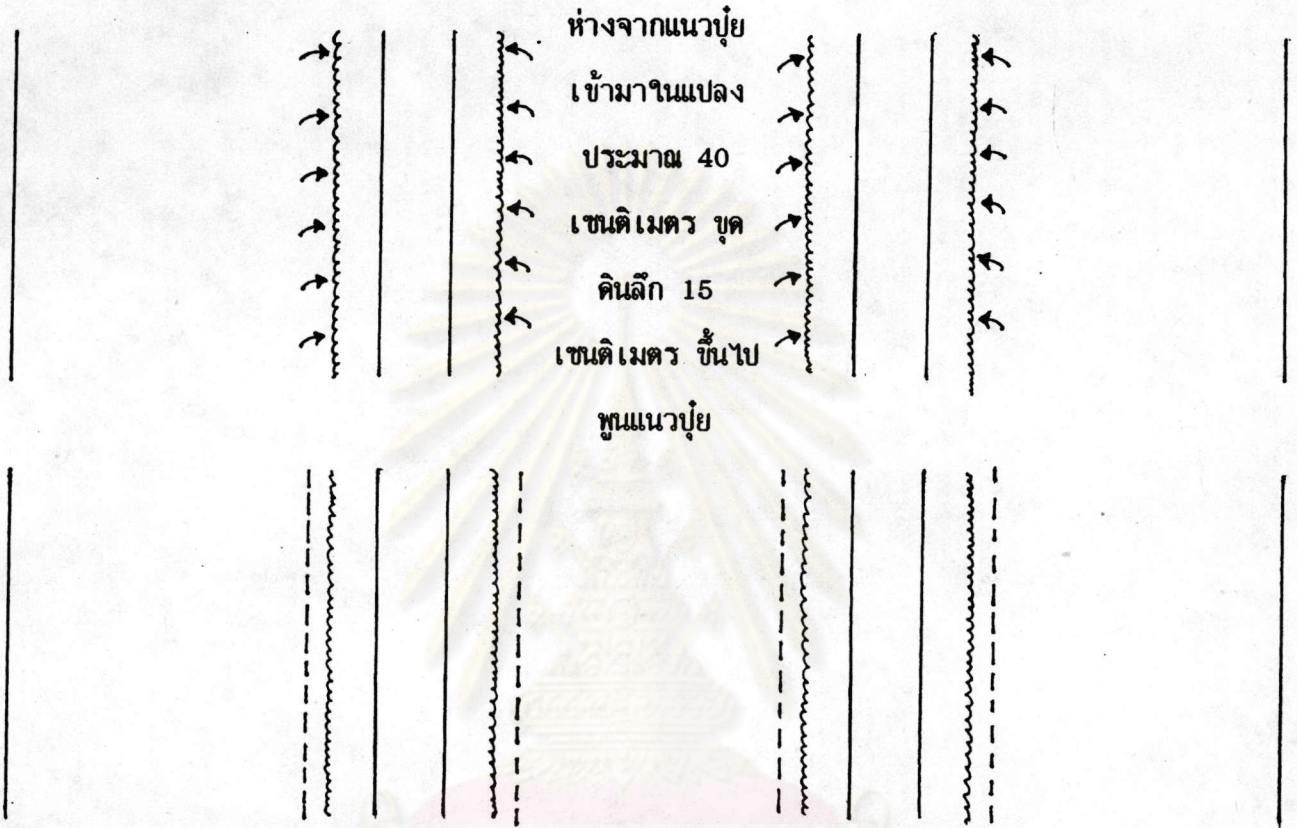 ห่างจากแนวปุ๋ย
เข้ามาในแปลง
ประมาณ 40
เซนติเมตร ขุด
ดินลึก 15
เซนติเมตร ขึ้นไป
พูนแนวปุ๋ย